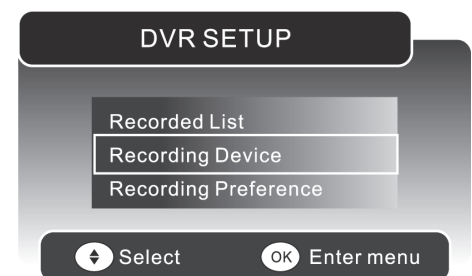 DVR SETUP
Recorded List
Recording Device
Recording Preference
Select OK Enter menu